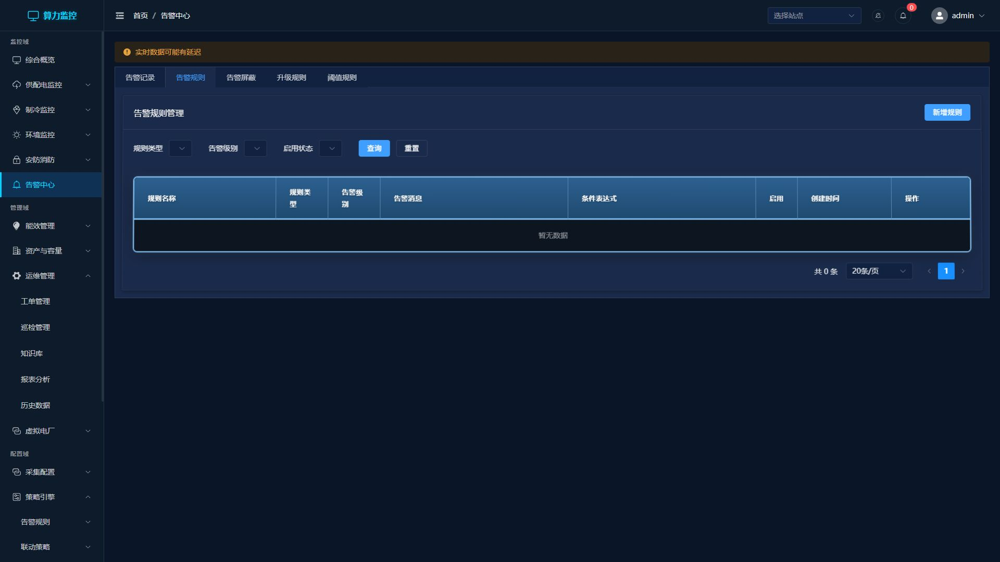 算力监控
首页 / 告警中心
选择站点
0
admin
监控域
综合概览
供配电监控
制冷监控
环境监控
安防消防
告警中心
管理域
能效管理
资产与容量
运维管理
工单管理
巡检管理
知识库
报表分析
历史数据
虚拟电厂
配置域
采集配置
策略引擎
告警规则
联动策略
实时数据可能有延迟
告警记录 告警规则 告警屏蔽 升级规则 阈值规则
告警规则管理
新增规则
规则类型 告警级别 启用状态 查询 重置
规则名称 规则类型 告警级别 告警消息 条件表达式 启用 创建时间 操作
暂无数据
共 0 条 20条/页 1